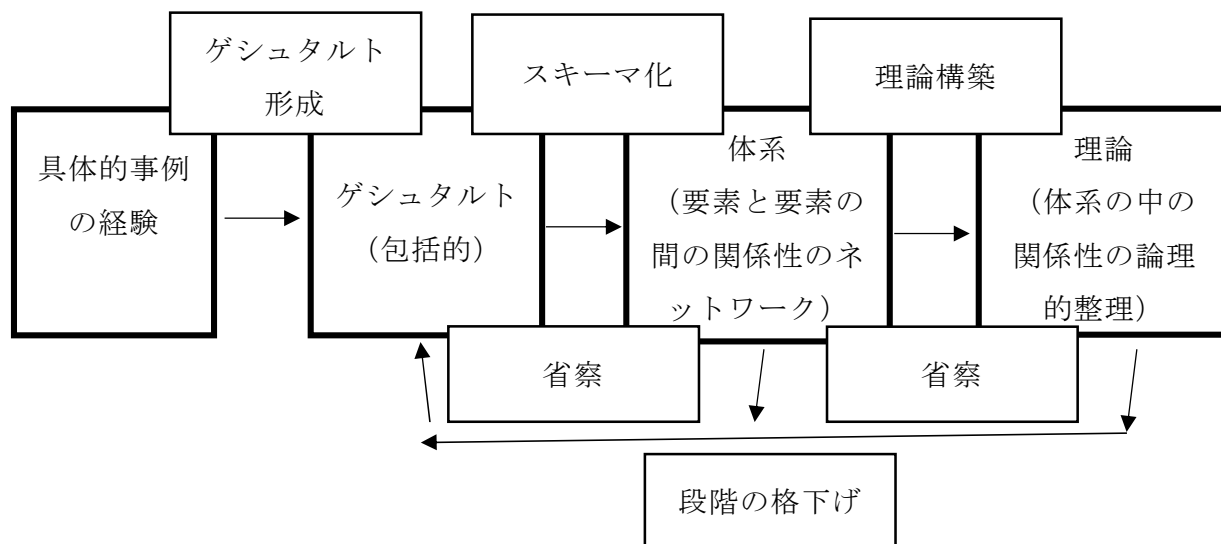 ゲシュタルト
形成
スキーマ化
理論構築
具体的事例
の経験
ゲシュタルト
（包括的）
体系
（要素と要素の
間の関係性のネ
ットワーク）
理論
（体系の中の
関係性の論理
的整理）
省察
省察
段階の格下げ